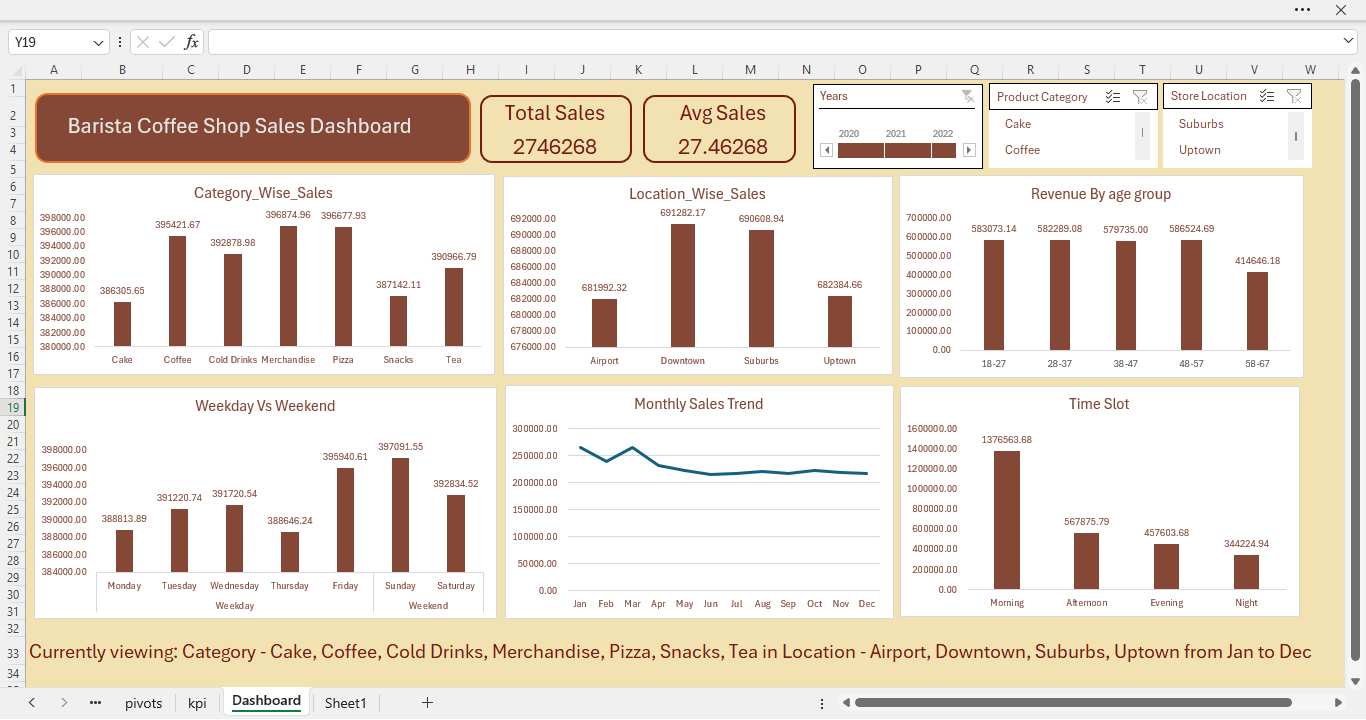 Y19
fx
A B C D E F G H I J K L M N O P Q R S T U V W
1
2
3
4
5
6
7
8
9
10
11
12
13
14
15
16
17
18
19
20
21
22
23
24
25
26
27
28
29
30
31
32
33
34
Barista Coffee Shop Sales Dashboard
Total Sales
2746268
Avg Sales
27.46268
Years
2020 2021 2022
Product Category
Cake
Coffee
Store Location
Suburbs
Uptown
Category_Wise_Sales
398000.00
396000.00
394000.00
392000.00
390000.00
388000.00
386000.00
384000.00
382000.00
380000.00
386305.65 395421.67 392878.98 396874.96 396677.93 387142.11 390966.79
Cake Coffee Cold Drinks Merchandise Pizza Snacks Tea
Location_Wise_Sales
692000.00
690000.00
688000.00
686000.00
684000.00
682000.00
680000.00
678000.00
676000.00
681992.32 691282.17 690608.94 682384.66
Airport Downtown Suburbs Uptown
Revenue By age group
700000.00
600000.00
500000.00
400000.00
300000.00
200000.00
100000.00
0.00
583073.14 582289.08 579735.00 586524.69 414646.18
18-27 28-37 38-47 48-57 58-67
Weekday Vs Weekend
398000.00
396000.00
394000.00
392000.00
390000.00
388000.00
386000.00
384000.00
388813.89 391220.74 391720.54 388646.24 395940.61 397091.55 392834.52
Monday Tuesday Wednesday Thursday Friday Sunday Saturday
Weekday Weekend
Monthly Sales Trend
300000.00
250000.00
200000.00
150000.00
100000.00
50000.00
0.00
Jan Feb Mar Apr May Jun Jul Aug Sep Oct Nov Dec
Time Slot
1600000.00
1400000.00
1200000.00
1000000.00
800000.00
600000.00
400000.00
200000.00
0.00
1376563.68 567875.79 457603.68 344224.94
Morning Afternoon Evening Night
Currently viewing: Category - Cake, Coffee, Cold Drinks, Merchandise, Pizza, Snacks, Tea in Location - Airport, Downtown, Suburbs, Uptown from Jan to Dec
pivots kpi Dashboard Sheet1